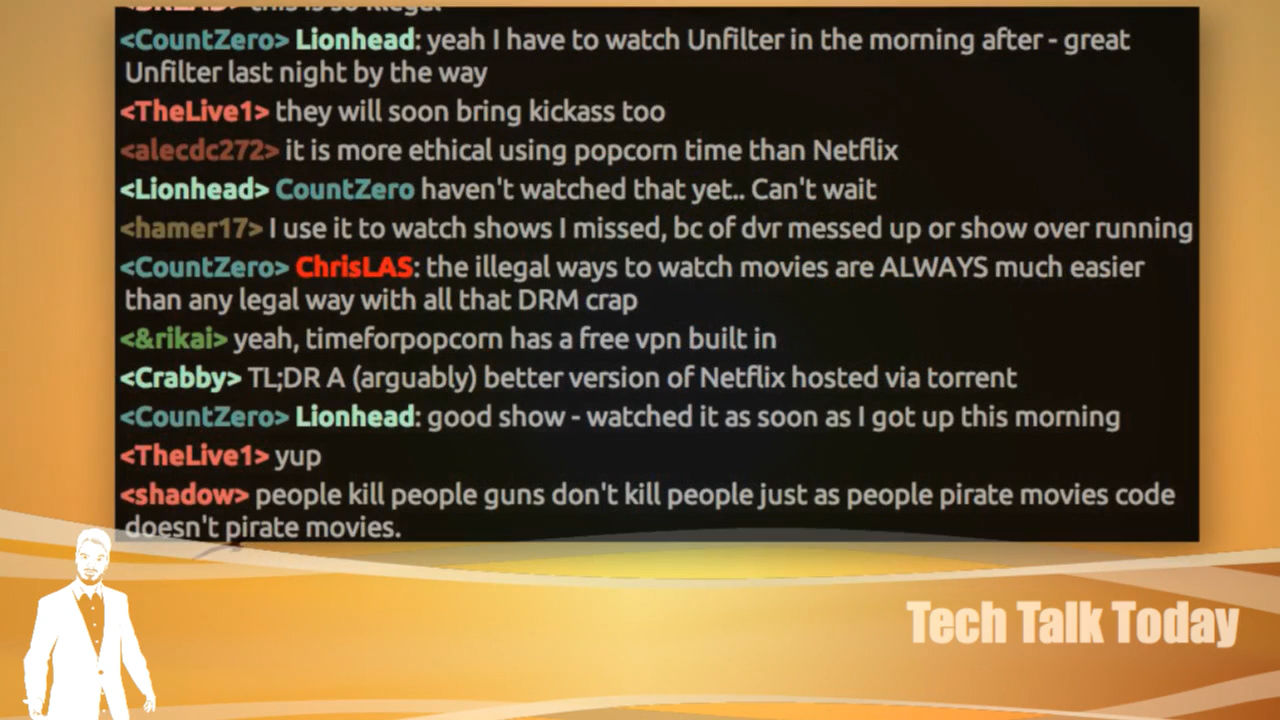 this is so illegal
<CountZero> Lionhead: yeah I have to watch Unfilter in the morning after - great
Unfilter last night by the way
<TheLive1> they will soon bring kickass too
<alecdc272> it is more ethical using popcorn time than Netflix
<Lionhead> CountZero haven't watched that yet.. Can't wait
<hamer17> I use it to watch shows I missed, bc of dvr messed up or show over running
<CountZero> ChrisLAS: the illegal ways to watch movies are ALWAYS much easier
than any legal way with all that DRM crap
<&rikai> yeah, timeforpopcorn has a free vpn built in
<Crabby> TL;DR A (arguably) better version of Netflix hosted via torrent
<CountZero> Lionhead: good show - watched it as soon as I got up this morning
<TheLive1> yup
<shadow> people kill people guns don't kill people just as people pirate movies code
doesn't pirate movies.
Tech Talk Today